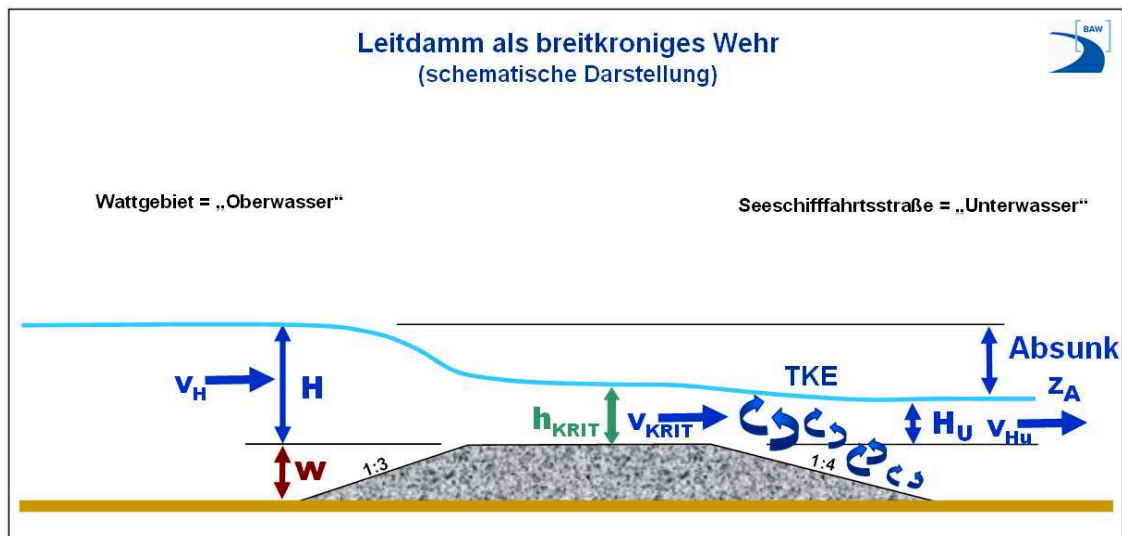 Leitdamm als breitkroniges Wehr
(schematische Darstellung)
BAW
Wattgebiet = „Oberwasser“
Seeschifffahrtsstraße = „Unterwasser“
Absunk
z_A
v_H
H
TKE
h_KRIT
v_KRIT
H_U
v_Hu
w
1:3
1:4